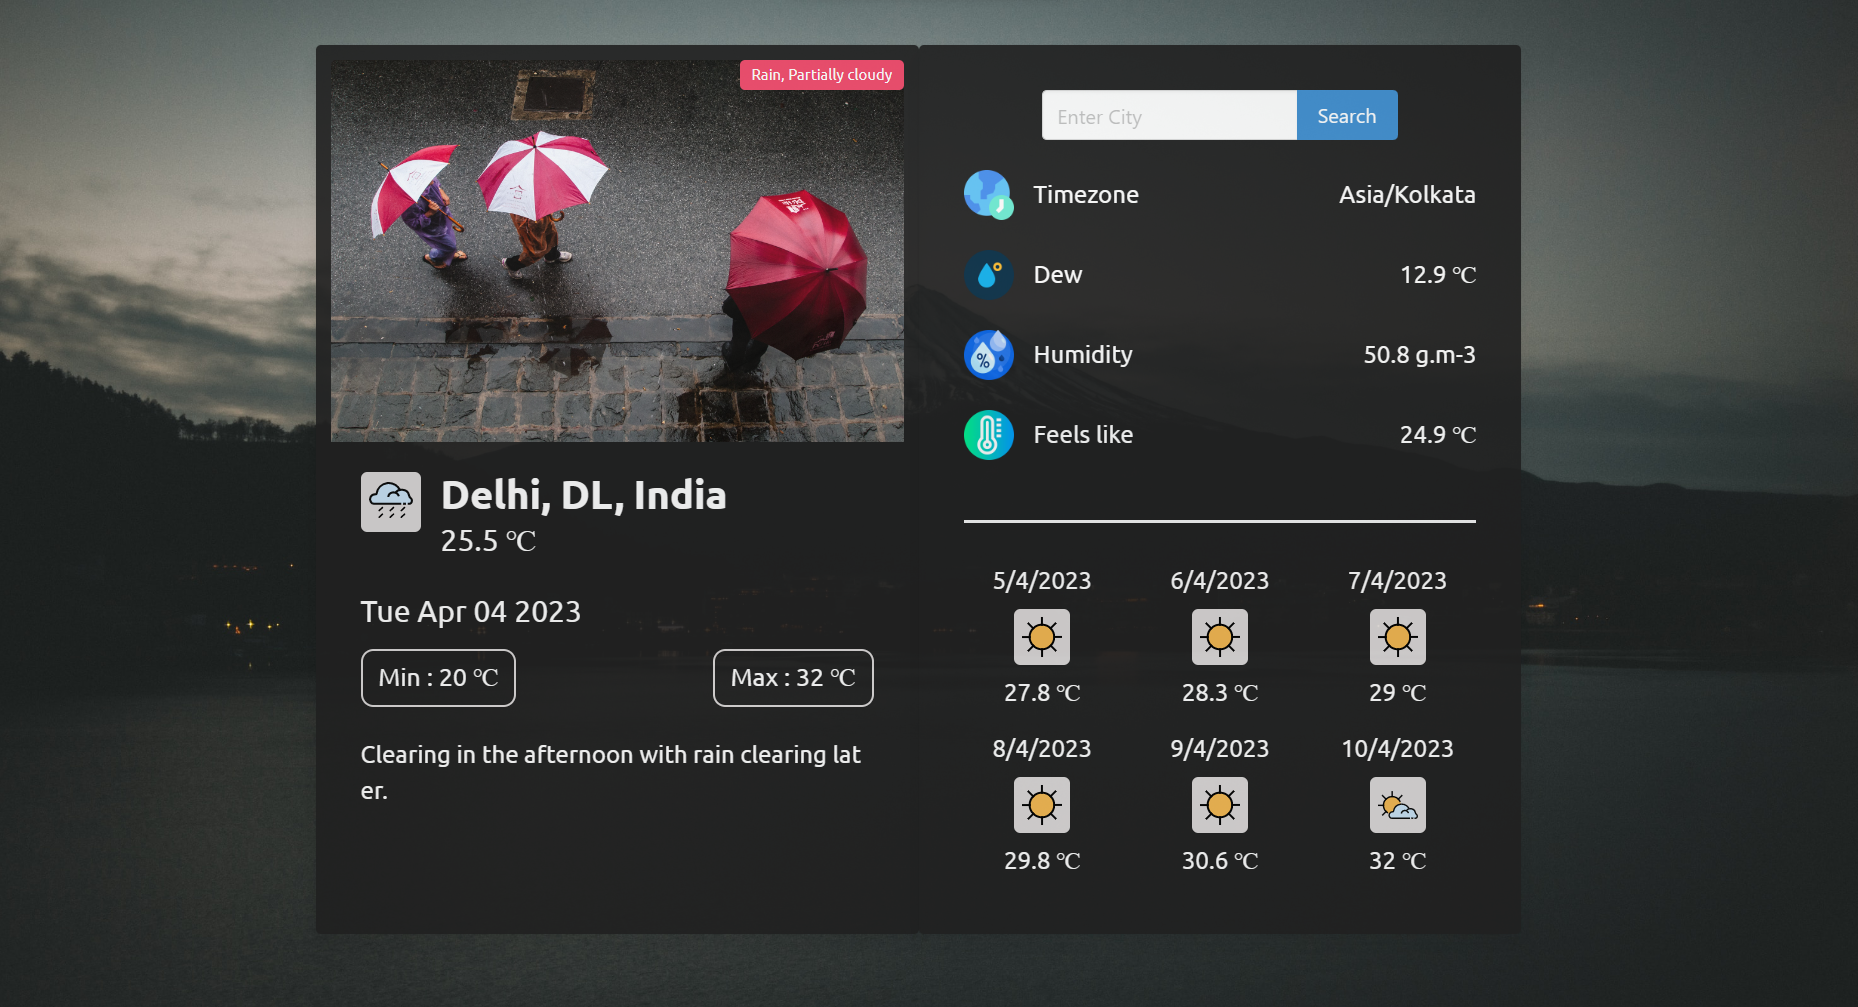 Rain, Partially cloudy
Delhi, DL, India
25.5 ℃
Tue Apr 04 2023
Min : 20 ℃
Max : 32 ℃
Clearing in the afternoon with rain clearing lat
er.
Enter City
Search
Timezone
Asia/Kolkata
Dew
12.9 ℃
%
Humidity
50.8 g.m-3
Feels like
24.9 ℃
5/4/2023
6/4/2023
7/4/2023
27.8 ℃
28.3 ℃
29 ℃
8/4/2023
9/4/2023
10/4/2023
29.8 ℃
30.6 ℃
32 ℃